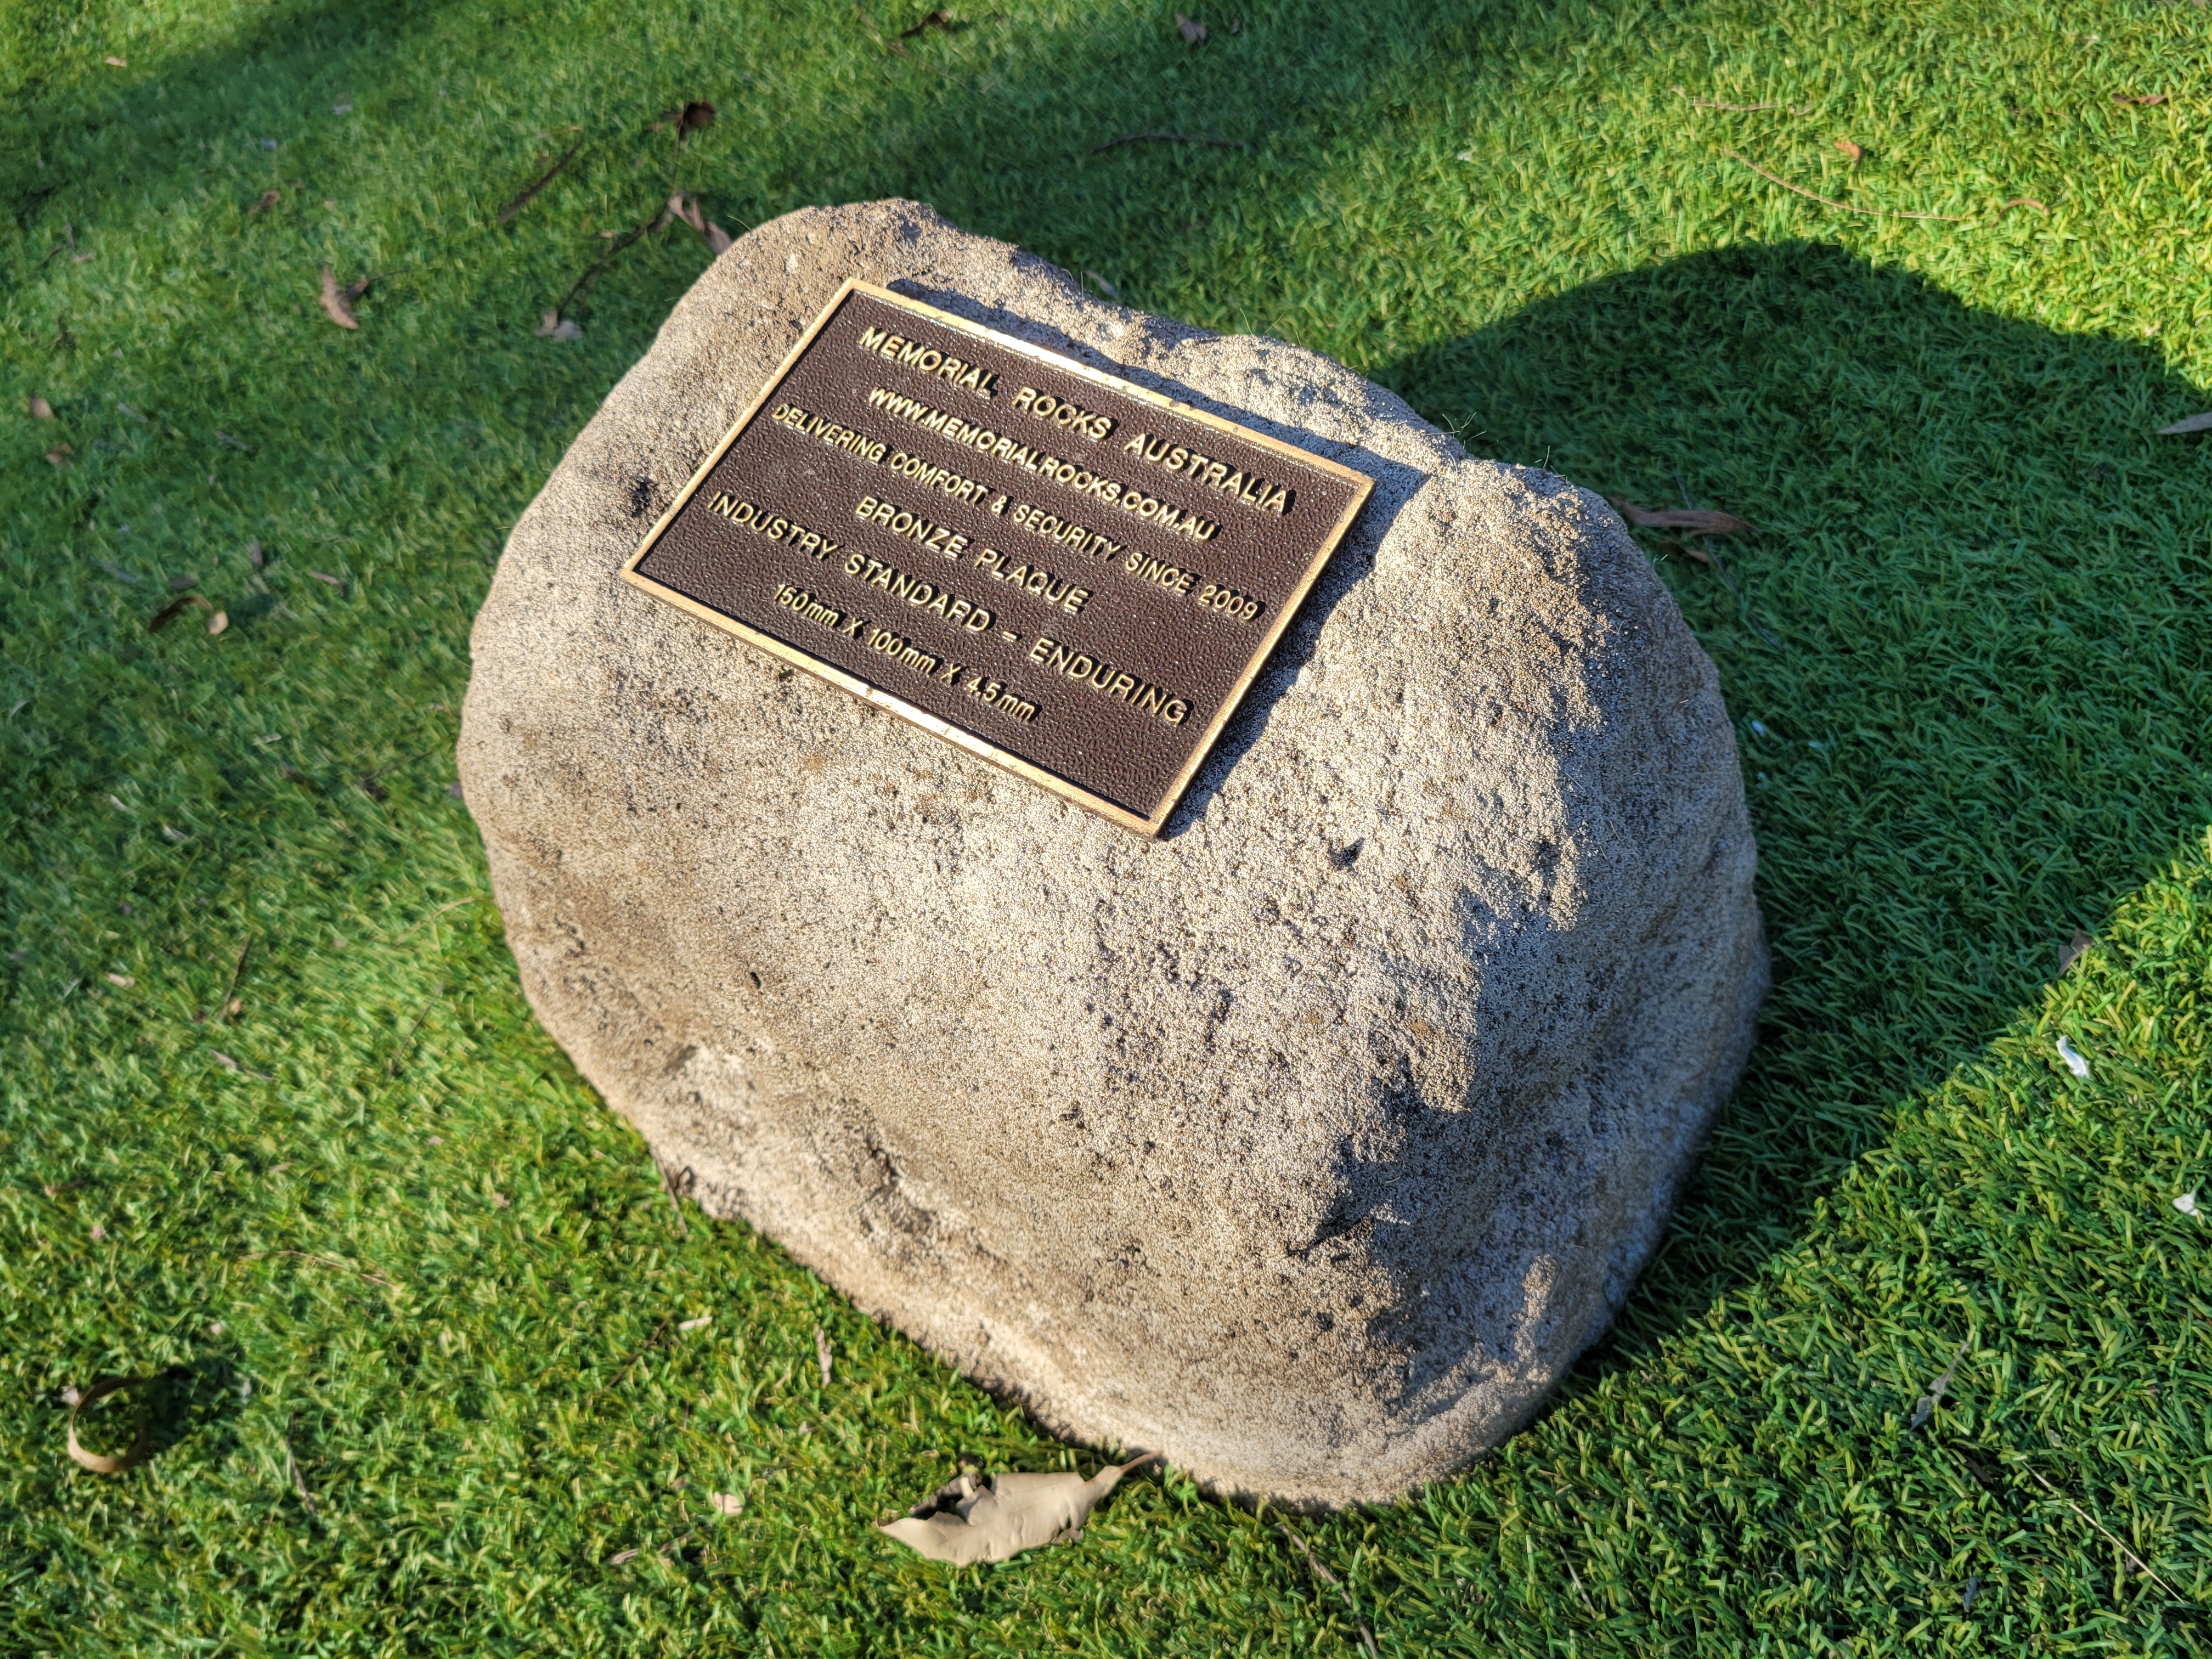 MEMORIAL ROCKS AUSTRALIA
WWW.MEMORIALROCKS.COM.AU
DELIVERING COMFORT & SECURITY SINCE 2009
BRONZE PLAQUE
INDUSTRY STANDARD - ENDURING
150mm X 100mm X 4.5mm